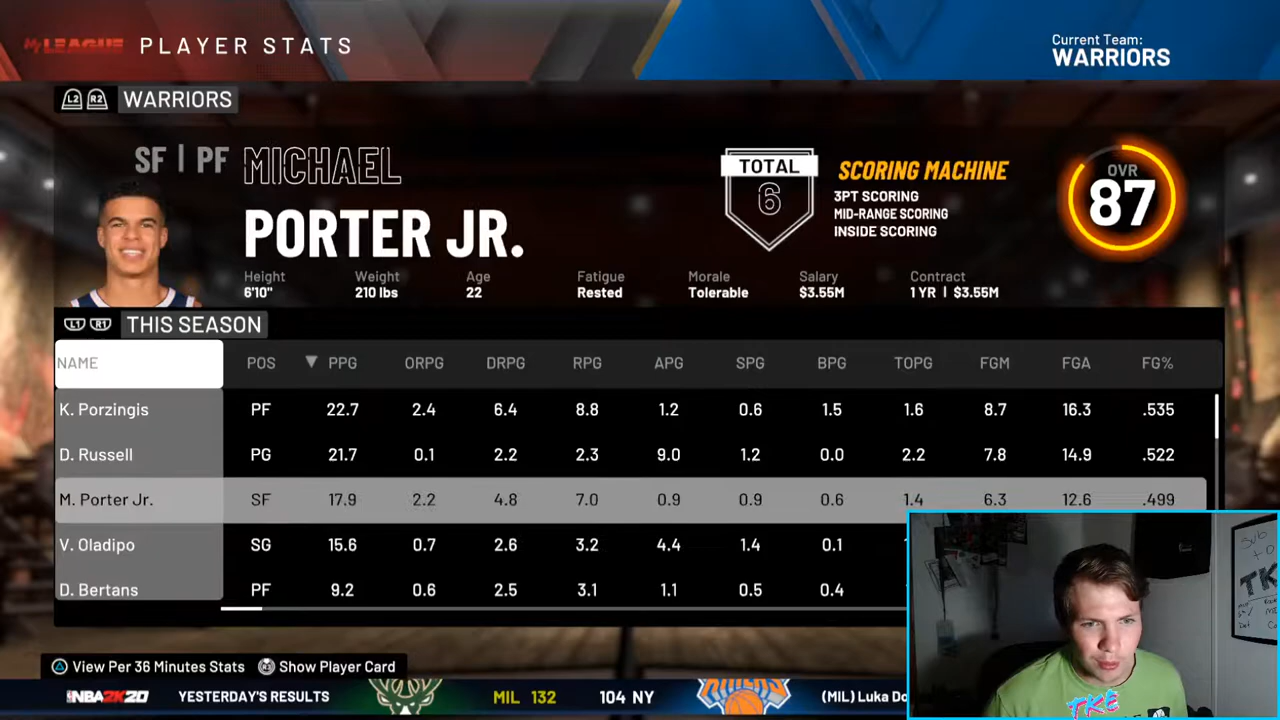 MyLEAGUE PLAYER STATS
Current Team:
WARRIORS
L2 R2 WARRIORS
SF | PF MICHAEL
PORTER JR.
TOTAL
6
SCORING MACHINE
3PT SCORING
MID-RANGE SCORING
INSIDE SCORING
OVR
87
Height Weight Age Fatigue Morale Salary Contract
6'10" 210 lbs 22 Rested Tolerable $3.55M 1 YR | $3.55M
L1 R1 THIS SEASON
NAME POS ▼ PPG ORPG DRPG RPG APG SPG BPG TOPG FGM FGA FG%
K. Porzingis PF 22.7 2.4 6.4 8.8 1.2 0.6 1.5 1.6 8.7 16.3 .535
D. Russell PG 21.7 0.1 2.2 2.3 9.0 1.2 0.0 2.2 7.8 14.9 .522
M. Porter Jr. SF 17.9 2.2 4.8 7.0 0.9 0.9 0.6 1.4 6.3 12.6 .499
V. Oladipo SG 15.6 0.7 2.6 3.2 4.4 1.4 0.1
D. Bertans PF 9.2 0.6 2.5 3.1 1.1 0.5 0.4
View Per 36 Minutes Stats R3 Show Player Card
NBA2K20 YESTERDAY'S RESULTS MIL 132 104 NY (MIL) Luka Do
TKE
TKE